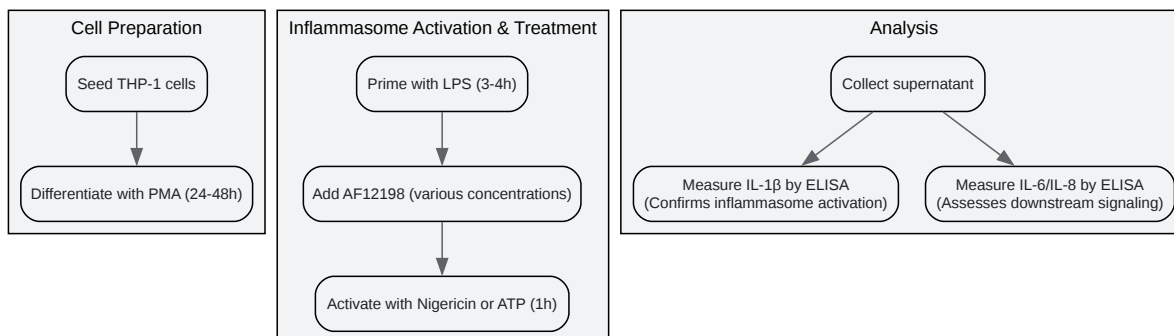 Cell Preparation
Seed THP-1 cells
Differentiate with PMA (24-48h)
Inflammasome Activation & Treatment
Prime with LPS (3-4h)
Add AF12198 (various concentrations)
Activate with Nigericin or ATP (1h)
Analysis
Collect supernatant
Measure IL-1β by ELISA
(Confirms inflammasome activation)
Measure IL-6/IL-8 by ELISA
(Assesses downstream signaling)